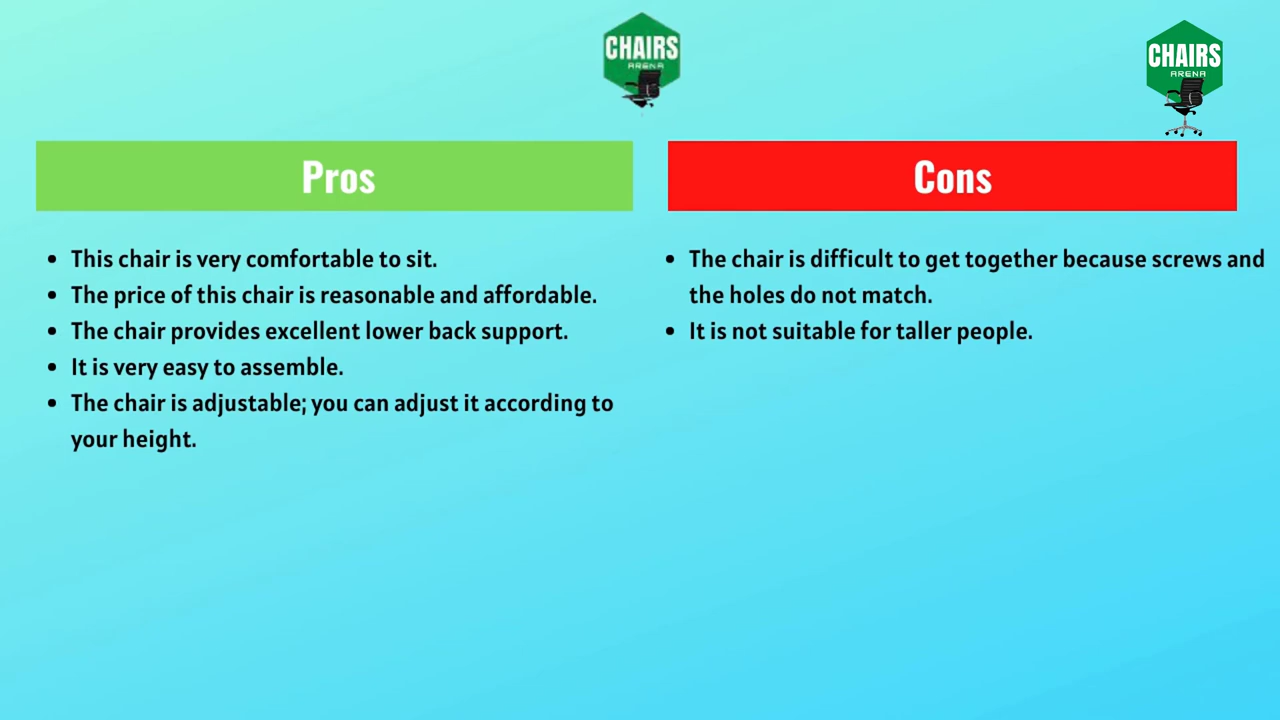 CHAIRS
ARENA
CHAIRS
ARENA
Pros
Cons
• This chair is very comfortable to sit.
• The price of this chair is reasonable and affordable.
• The chair provides excellent lower back support.
• It is very easy to assemble.
• The chair is adjustable; you can adjust it according to
your height.
• The chair is difficult to get together because screws and
the holes do not match.
• It is not suitable for taller people.